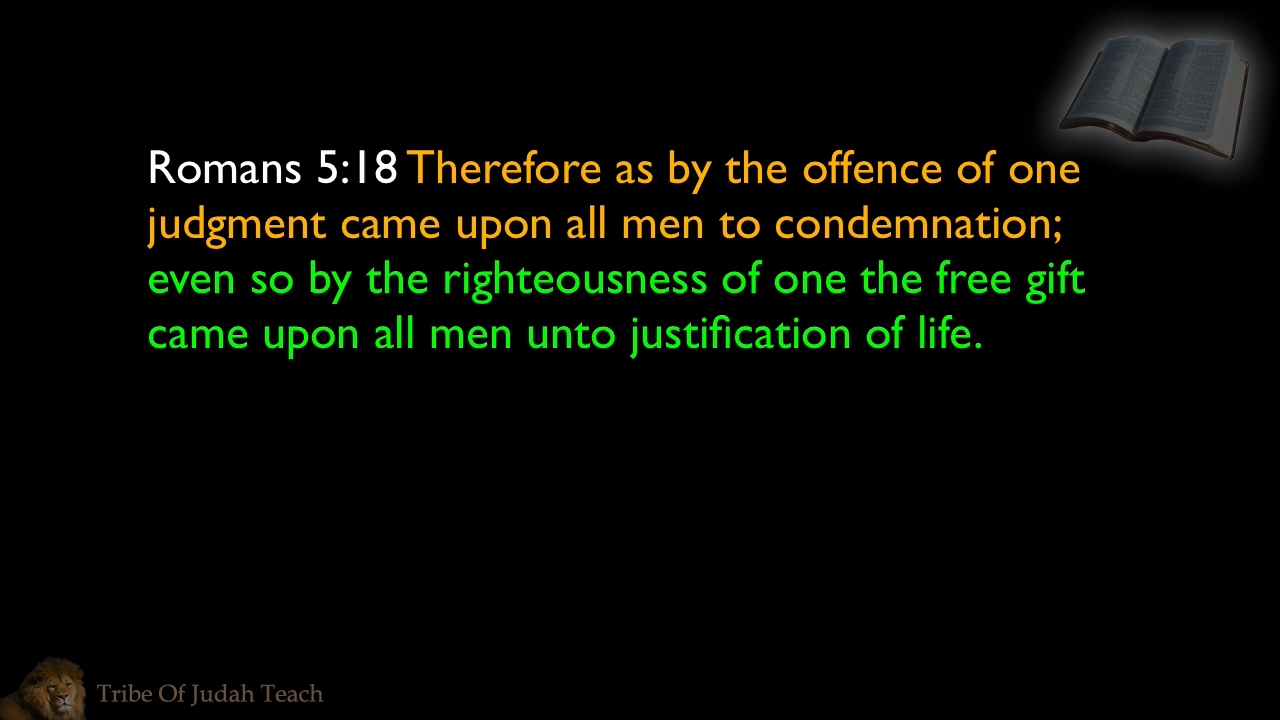 Romans 5:18 Therefore as by the offence of one
judgment came upon all men to condemnation;
even so by the righteousness of one the free gift
came upon all men unto justification of life.
Tribe Of Judah Teach